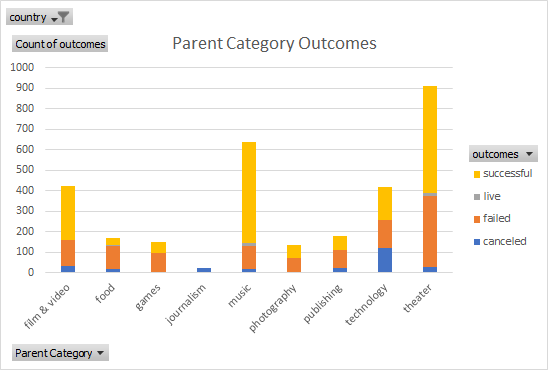 country
Count of outcomes
Parent Category Outcomes
1000
900
800
700
600
500
400
300
200
100
0
film & video
food
games
journalism
music
photography
publishing
technology
theater
outcomes
successful
live
failed
canceled
Parent Category